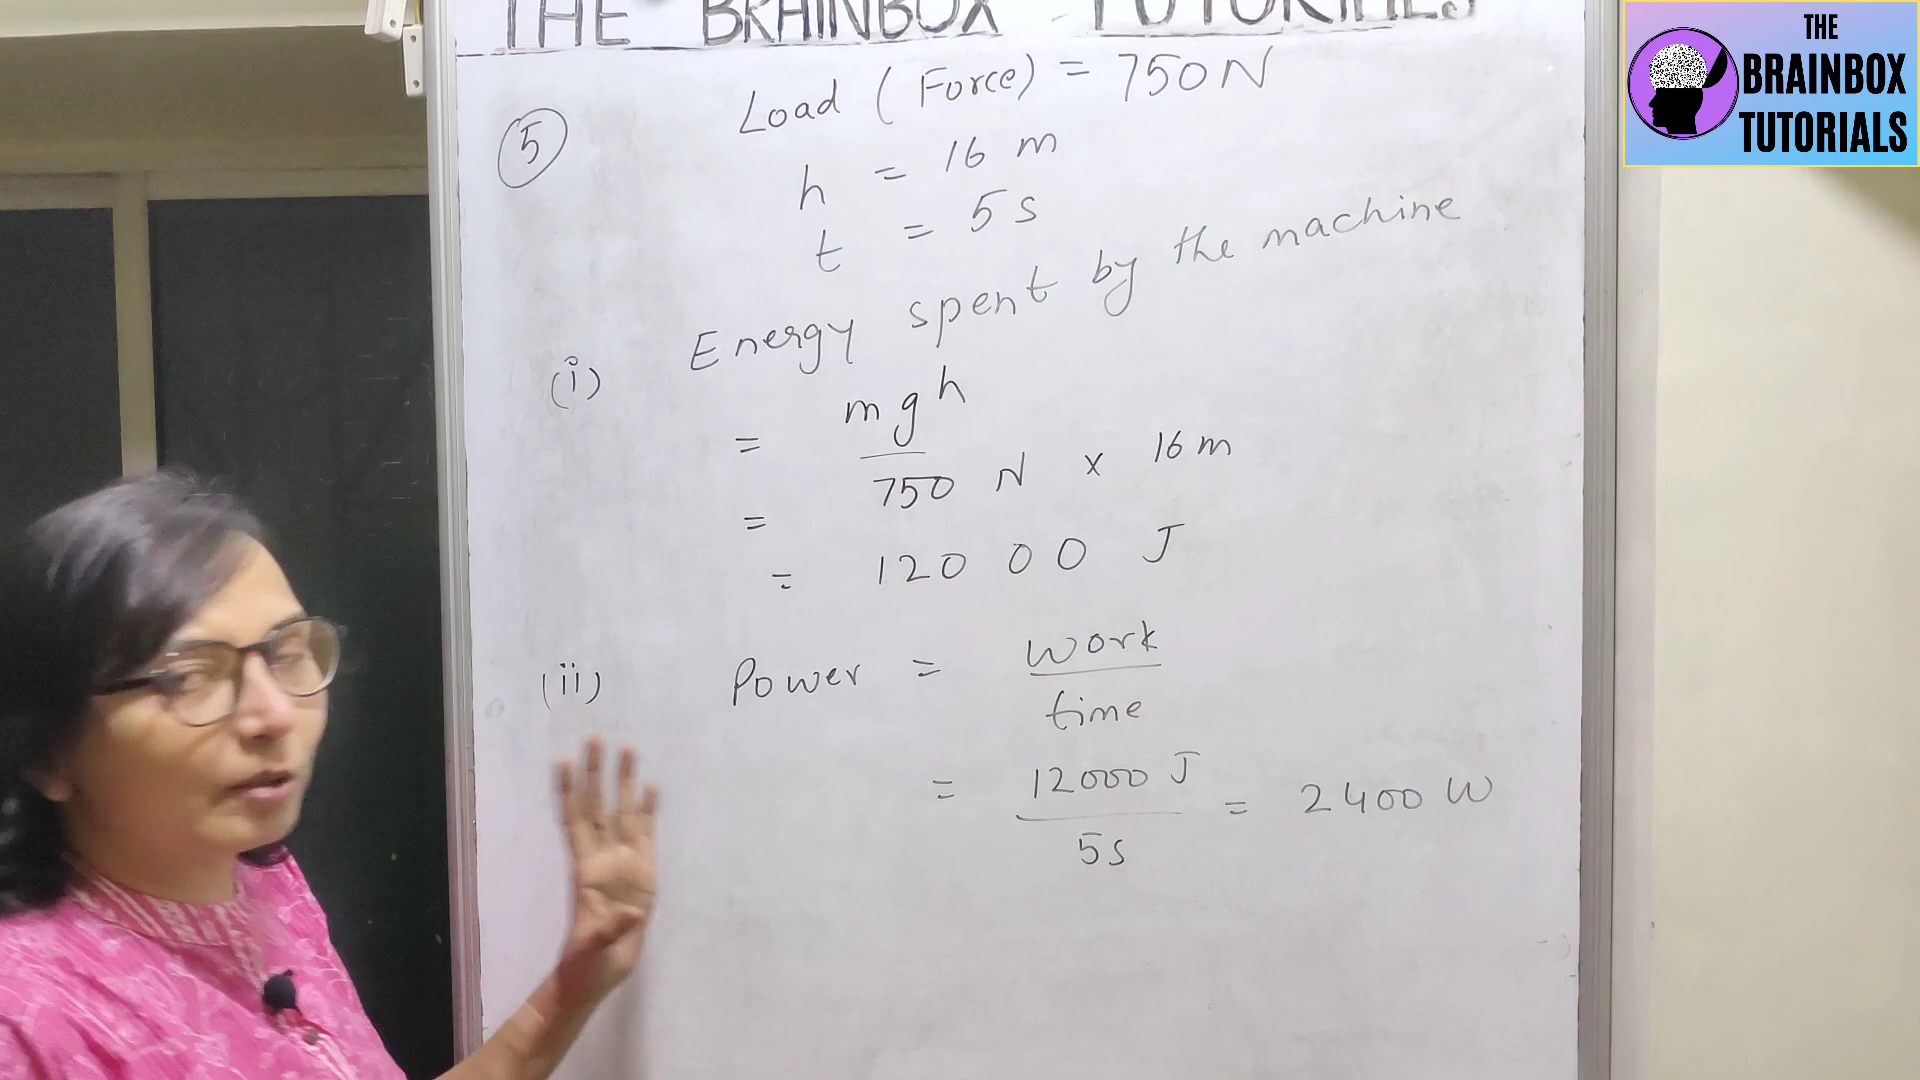 THE BRAINBOX TUTORIALS
THE
BRAINBOX
TUTORIALS
5
Load (Force) = 750 N
h = 16 m
t = 5 s
(i) Energy spent by the machine
= mgh
= 750 N × 16 m
= 12000 J
(ii) Power = work
time
= 12000 J = 2400 W
5s